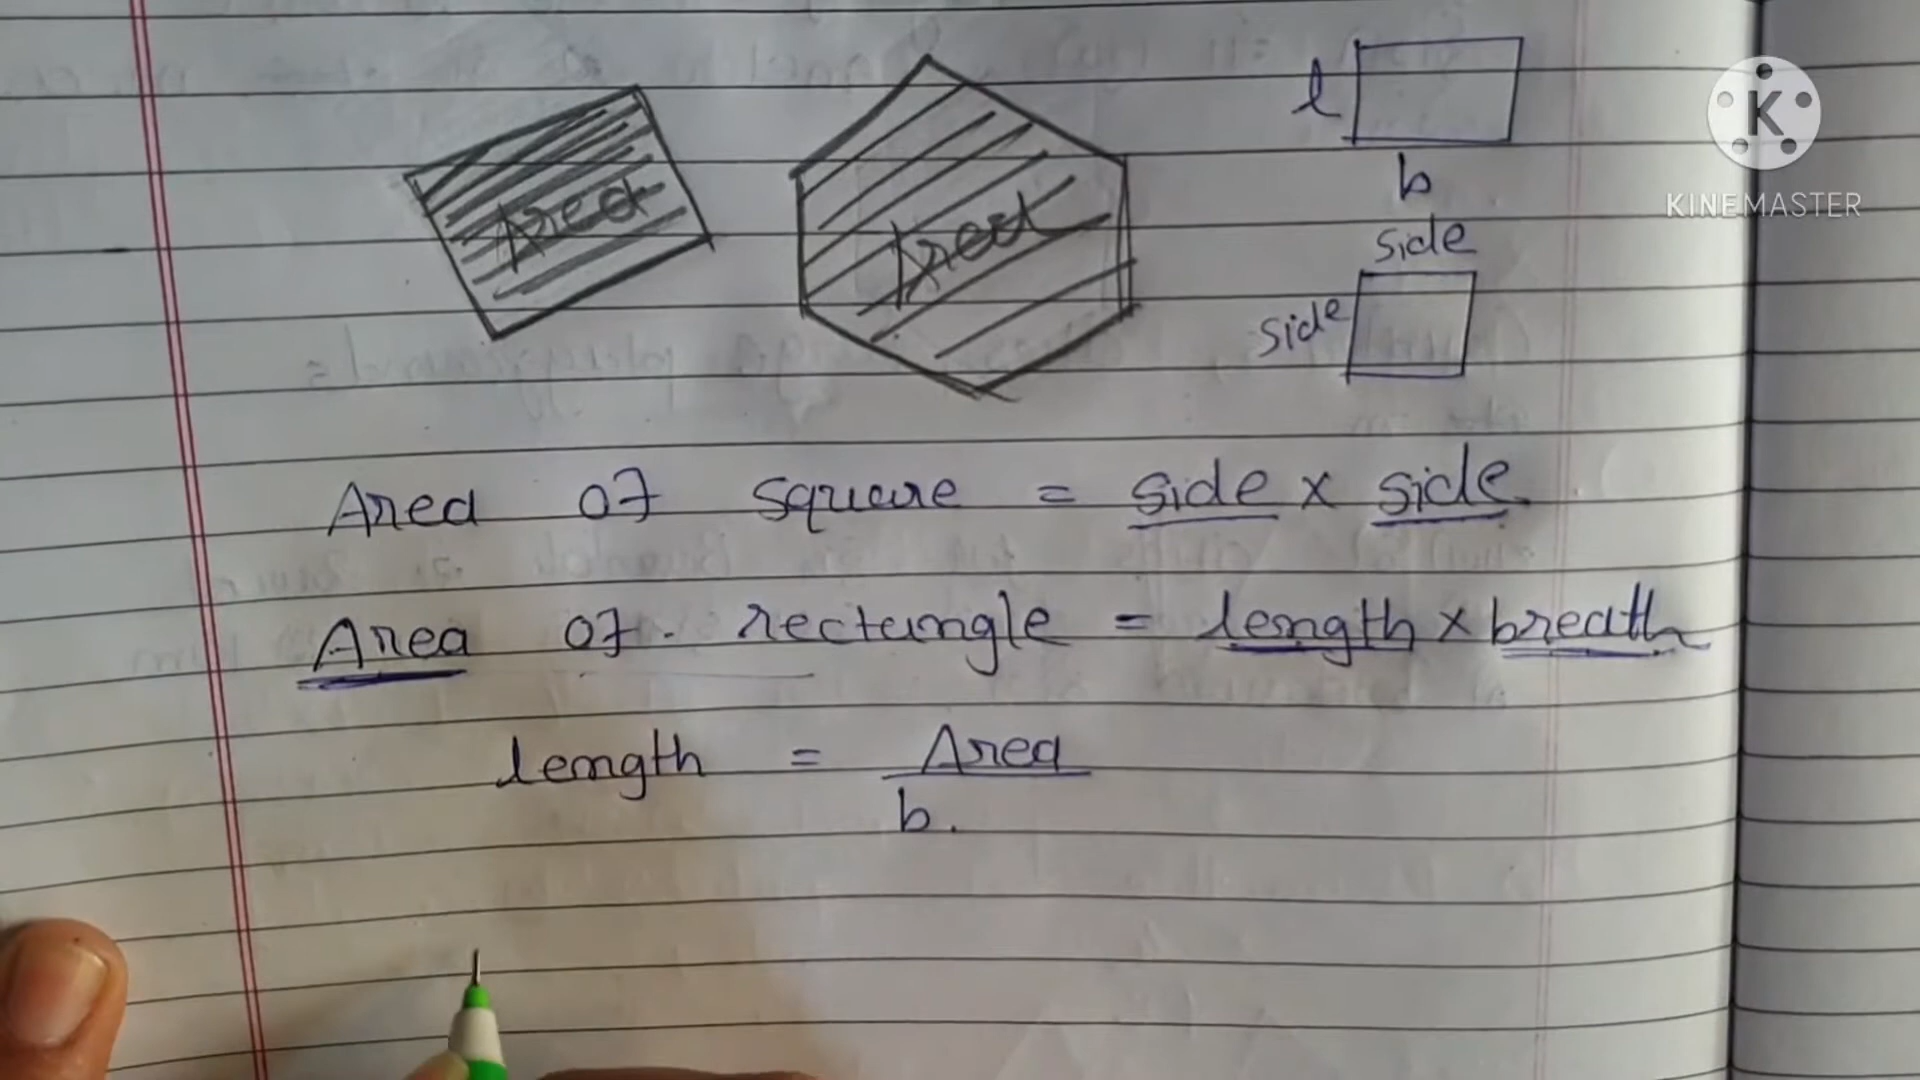 Area
Area
l
b
side
side
Area of square = side x side
Area of rectangle = length x breath
length = Area
b.
K
KINEMASTER